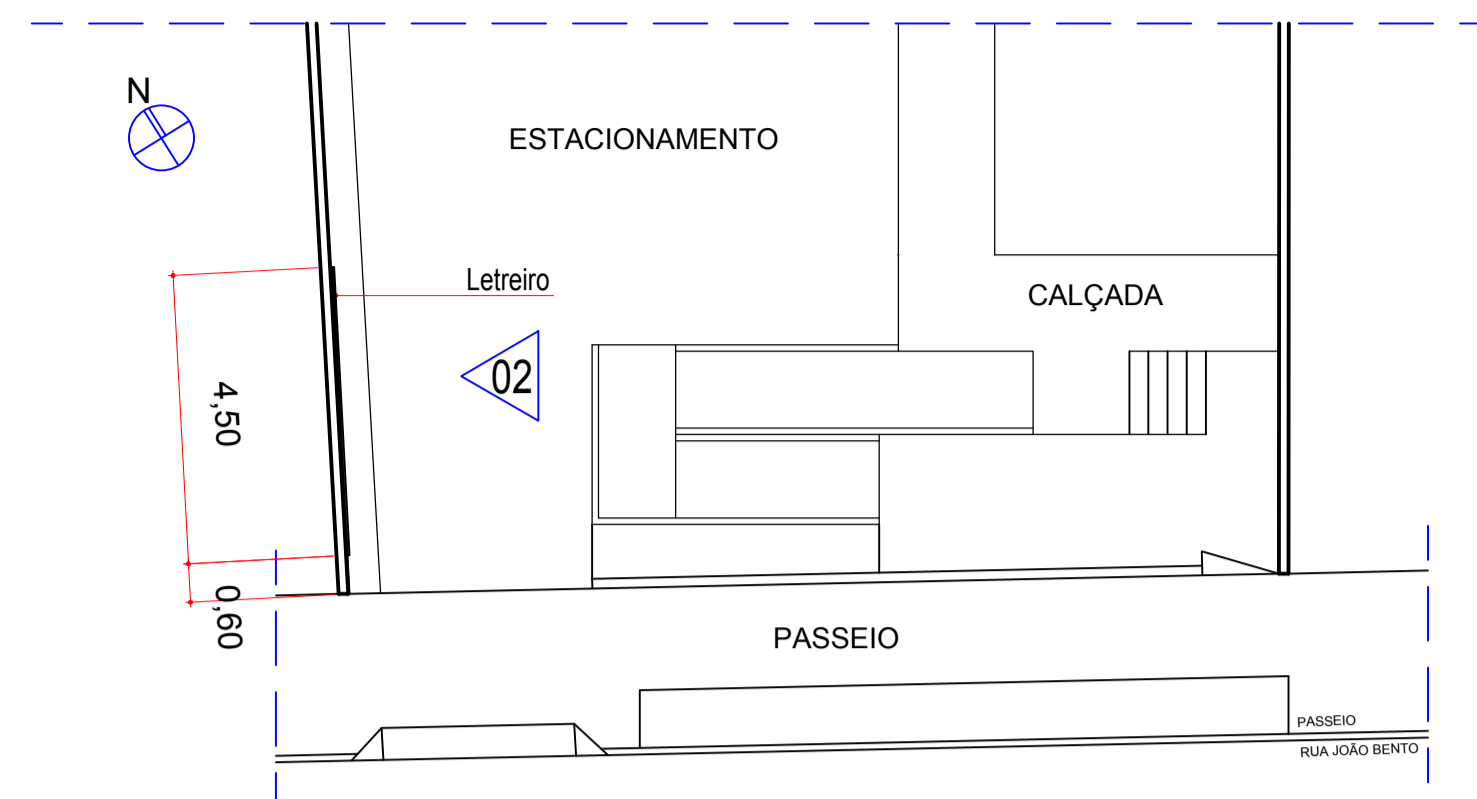 N
ESTACIONAMENTO
Letreiro
CALÇADA
02
4,50
0,60
PASSEIO
PASSEIO
RUA JOÃO BENTO